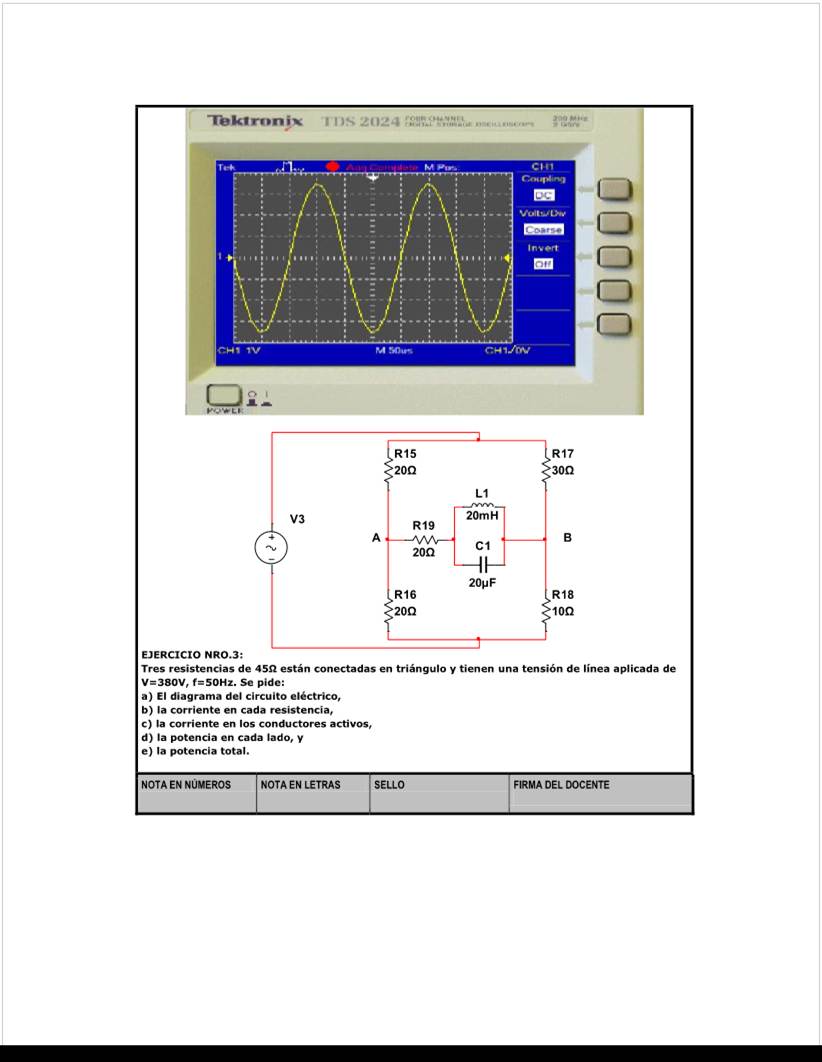 Tektronix TDS 2024 FOUR CHANNEL DIGITAL STORAGE OSCILLOSCOPE 200 MHz 2 GS/s
Tek Acq Complete M Pos: CH1
Coupling
DC
Volts/Div
Coarse
Invert
Off
1
CH1 1V M 50us CH1/0V
POWER
R15
20Ω
R17
30Ω
L1
20mH
V3
R19
20Ω
A
B
C1
20µF
R16
20Ω
R18
10Ω
EJERCICIO NRO.3:
Tres resistencias de 45Ω están conectadas en triángulo y tienen una tensión de línea aplicada de
V=380V, f=50Hz. Se pide:
a) El diagrama del circuito eléctrico,
b) la corriente en cada resistencia,
c) la corriente en los conductores activos,
d) la potencia en cada lado, y
e) la potencia total.
NOTA EN NÚMEROS NOTA EN LETRAS SELLO FIRMA DEL DOCENTE